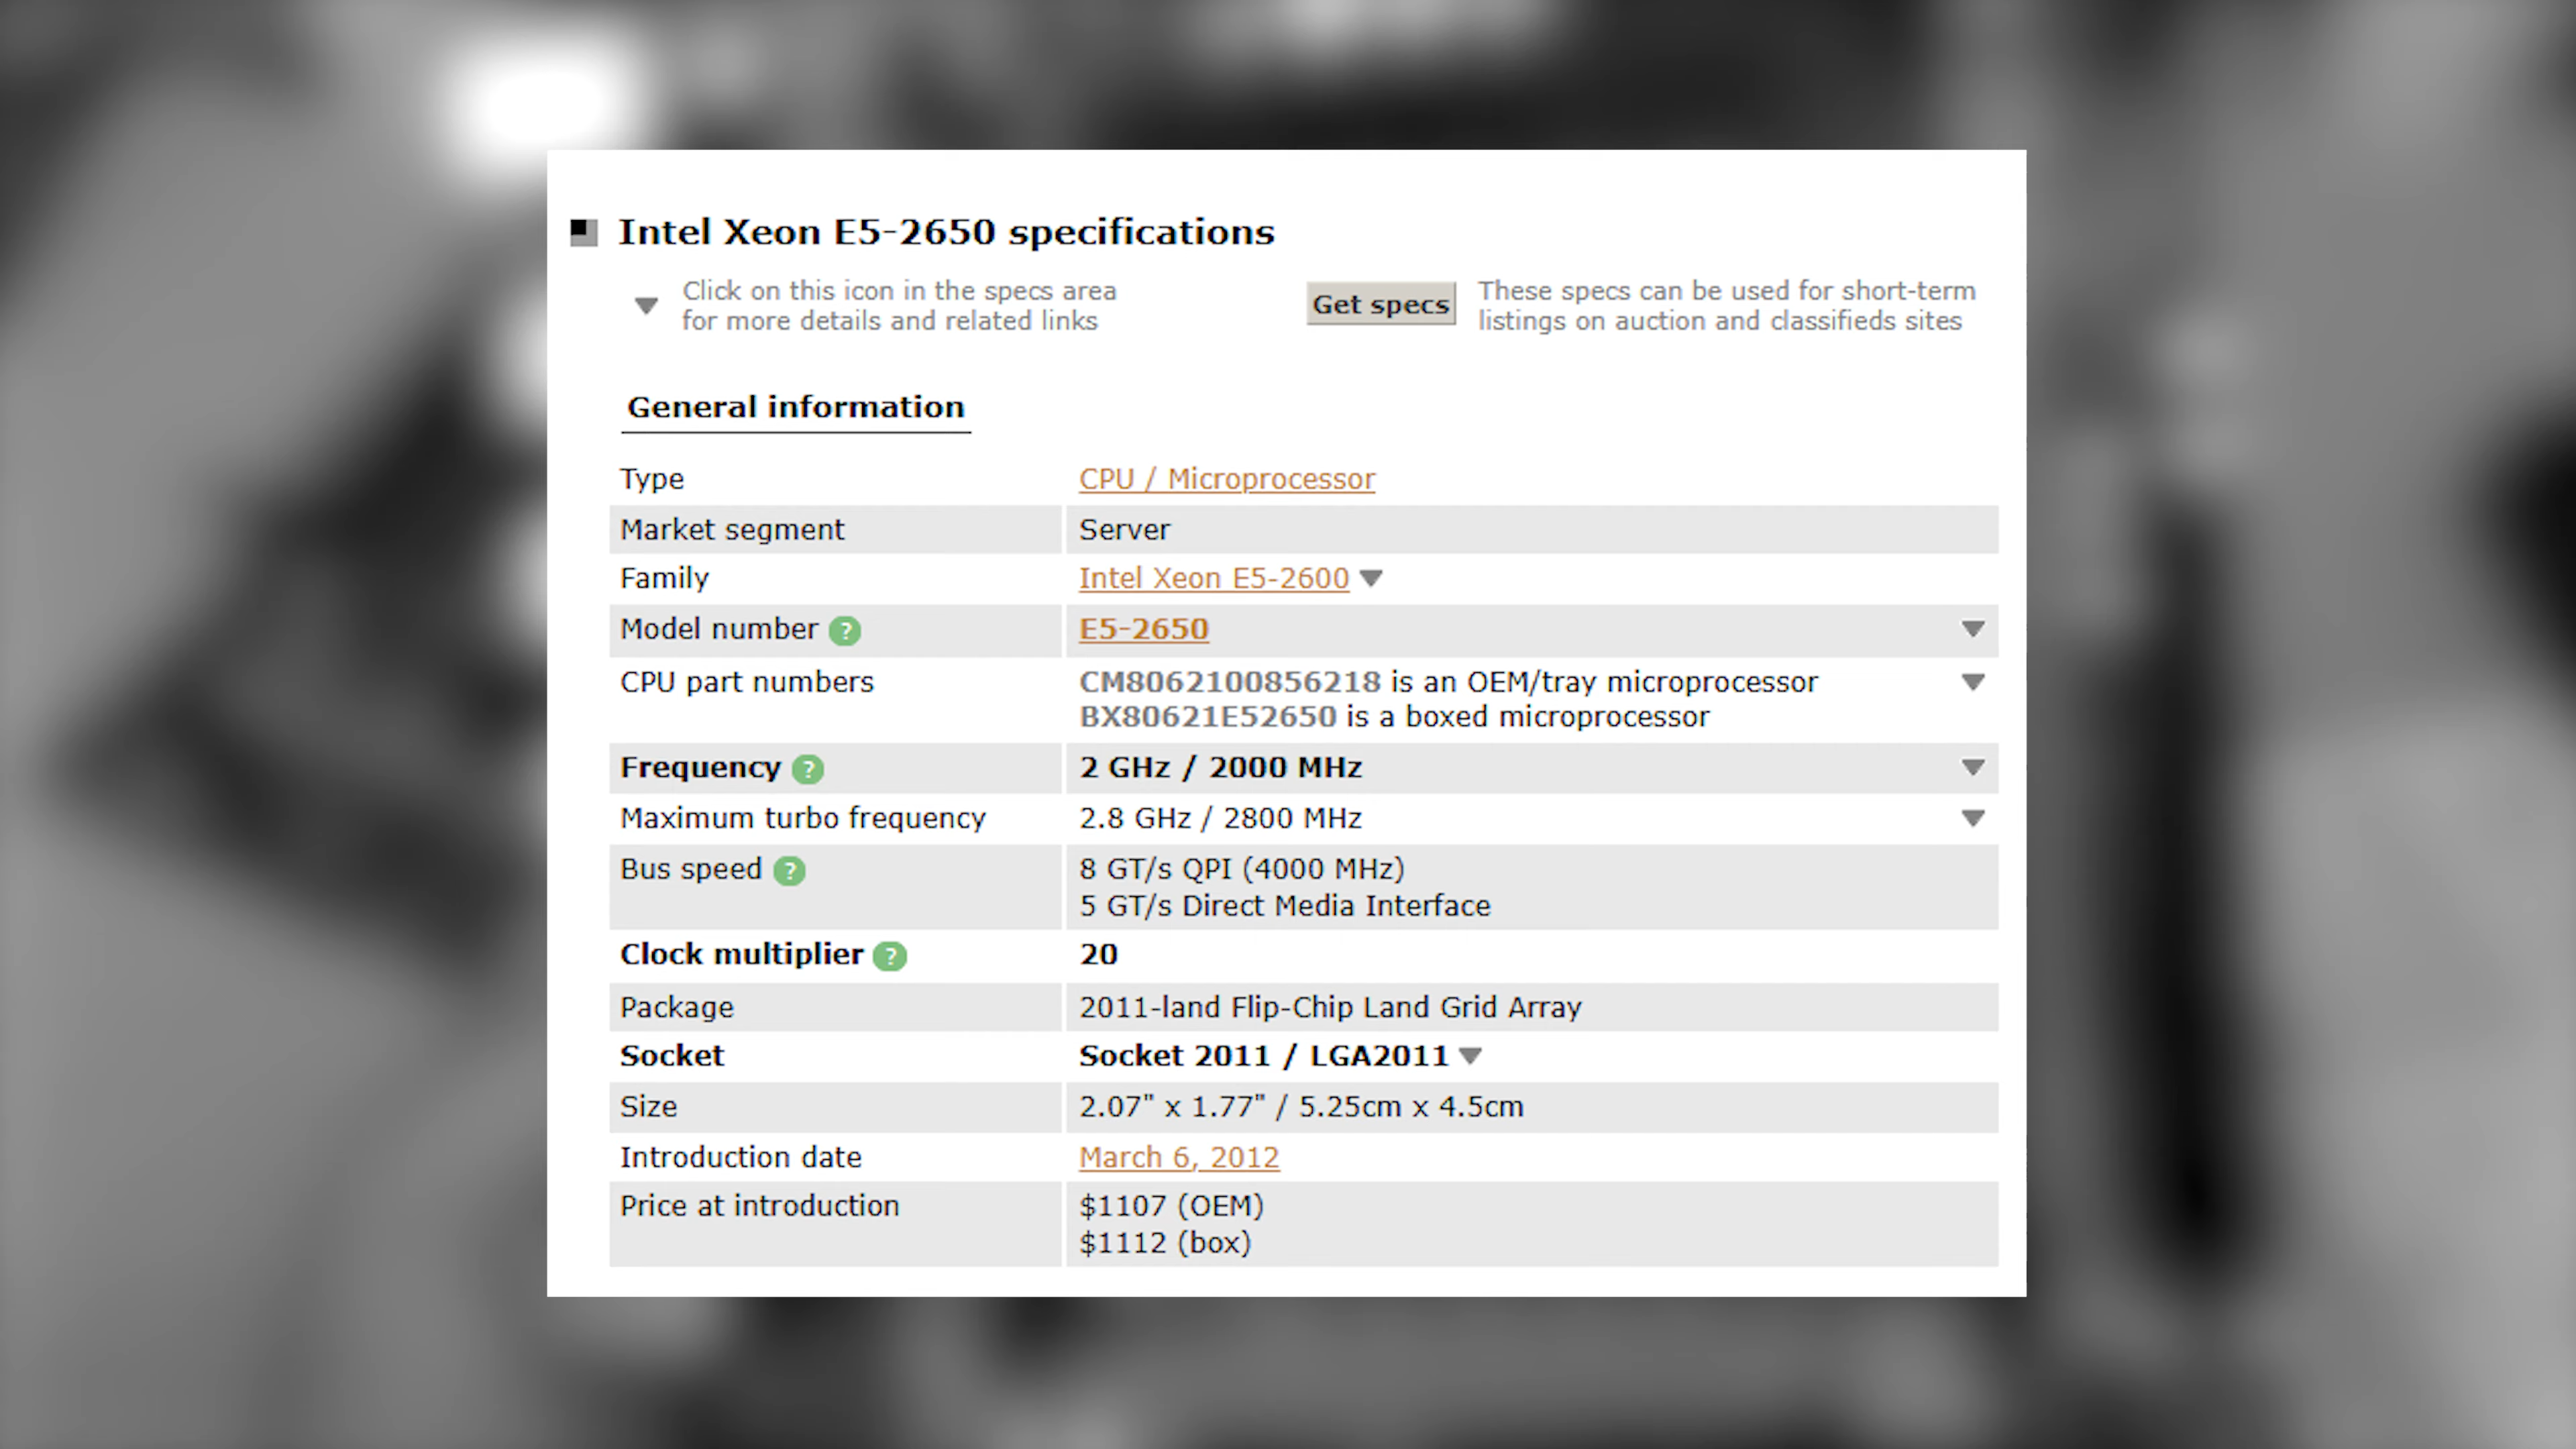 Intel Xeon E5-2650 specifications
Click on this icon in the specs area
for more details and related links
Get specs
These specs can be used for short-term
listings on auction and classifieds sites
General information
Type CPU / Microprocessor
Market segment Server
Family Intel Xeon E5-2600
Model number ? E5-2650
CPU part numbers CM8062100856218 is an OEM/tray microprocessor
BX80621E52650 is a boxed microprocessor
Frequency ? 2 GHz / 2000 MHz
Maximum turbo frequency 2.8 GHz / 2800 MHz
Bus speed ? 8 GT/s QPI (4000 MHz)
5 GT/s Direct Media Interface
Clock multiplier ? 20
Package 2011-land Flip-Chip Land Grid Array
Socket Socket 2011 / LGA2011
Size 2.07" x 1.77" / 5.25cm x 4.5cm
Introduction date March 6, 2012
Price at introduction $1107 (OEM)
$1112 (box)